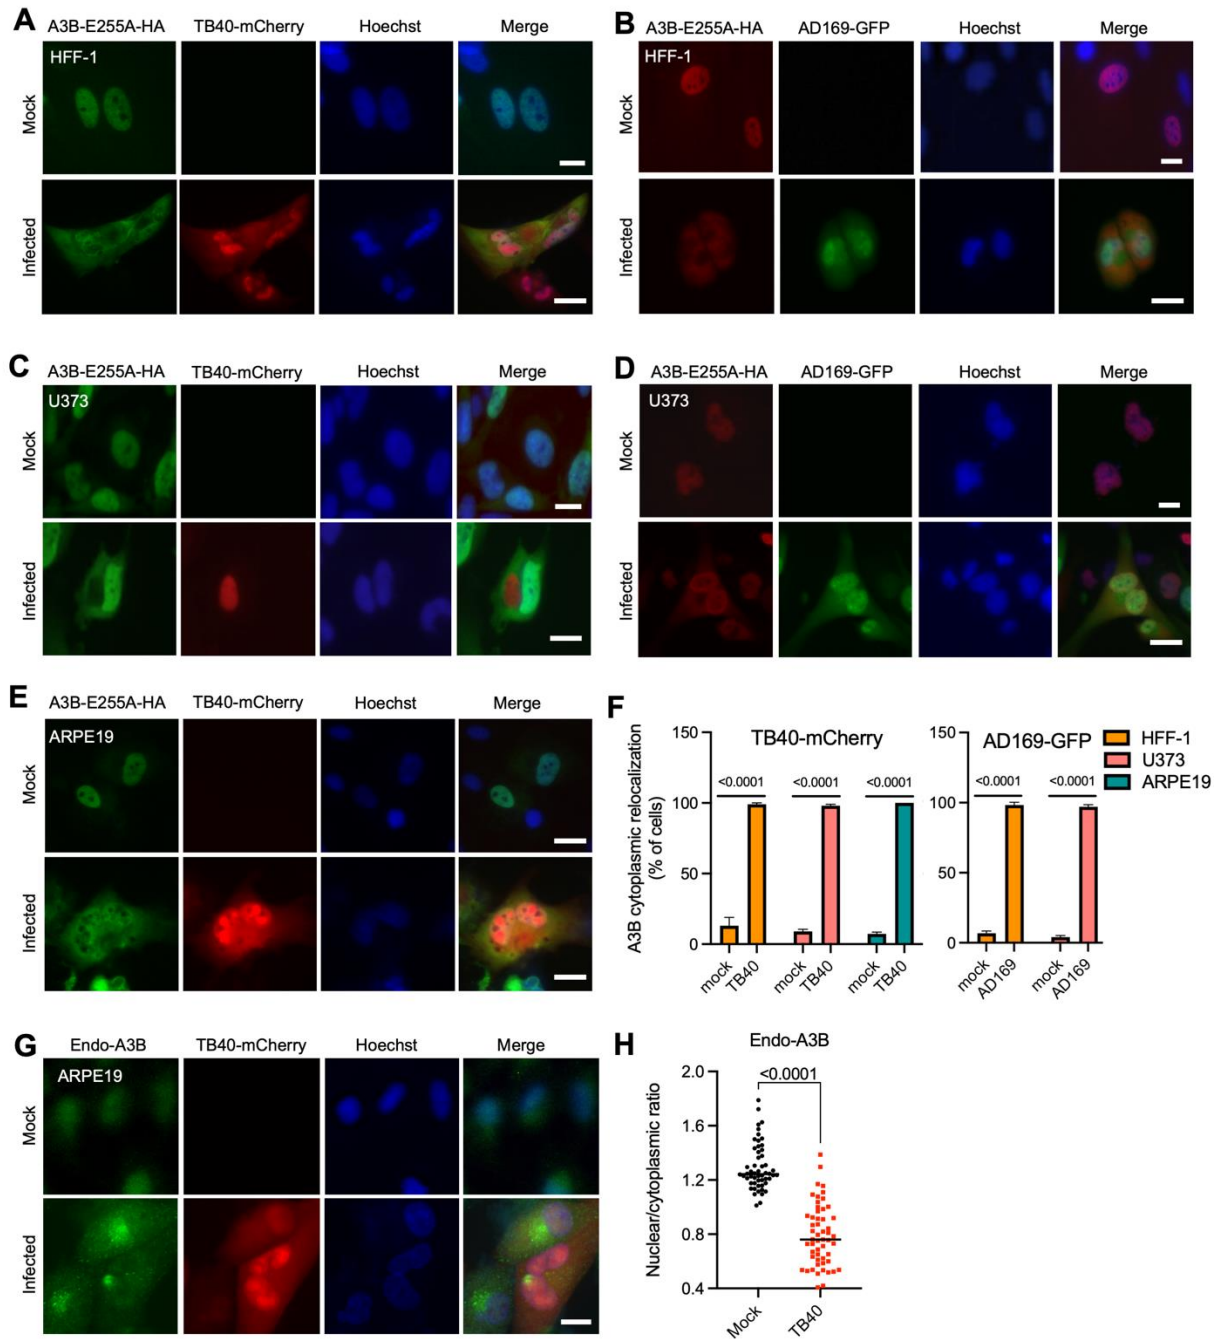 A
A3B-E255A-HA TB40-mCherry Hoechst Merge
HFF-1
Mock
Infected
B
A3B-E255A-HA AD169-GFP Hoechst Merge
HFF-1
Mock
Infected
C
A3B-E255A-HA TB40-mCherry Hoechst Merge
U373
Mock
Infected
D
A3B-E255A-HA AD169-GFP Hoechst Merge
U373
Mock
Infected
E
A3B-E255A-HA TB40-mCherry Hoechst Merge
ARPE19
Mock
Infected
F
A3B cytoplasmic relocalization
(% of cells)
150
100
50
0
TB40-mCherry
<0.0001 <0.0001 <0.0001
mock TB40 mock TB40 mock TB40
150
100
50
0
AD169-GFP
<0.0001 <0.0001
mock AD169 mock AD169
HFF-1
U373
ARPE19
G
Endo-A3B TB40-mCherry Hoechst Merge
ARPE19
Mock
Infected
H
Endo-A3B
<0.0001
Nuclear/cytoplasmic ratio
2.0
1.6
1.2
0.8
0.4
Mock TB40